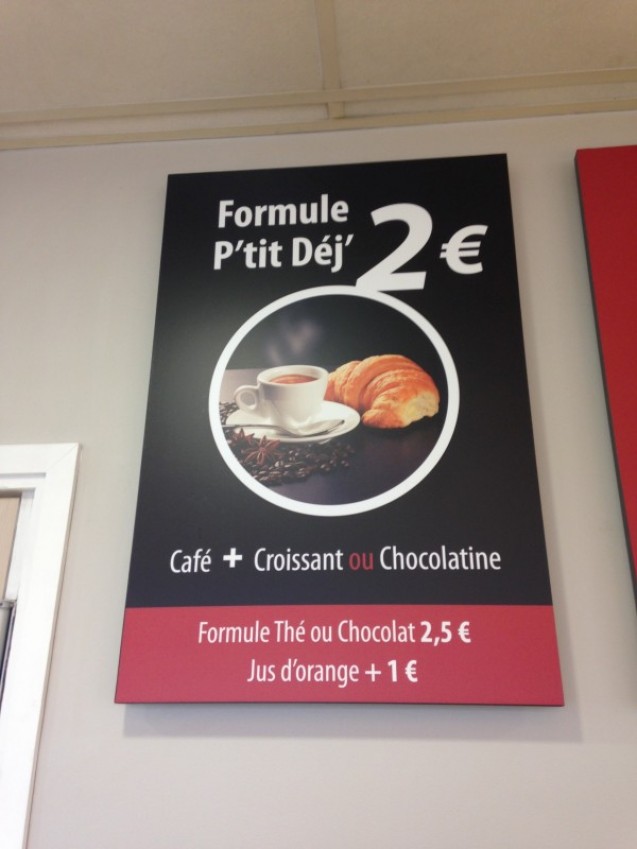 Formule
P'tit Déj' 2€
Café + Croissant ou Chocolatine
Formule Thé ou Chocolat 2,5 €
Jus d'orange + 1 €